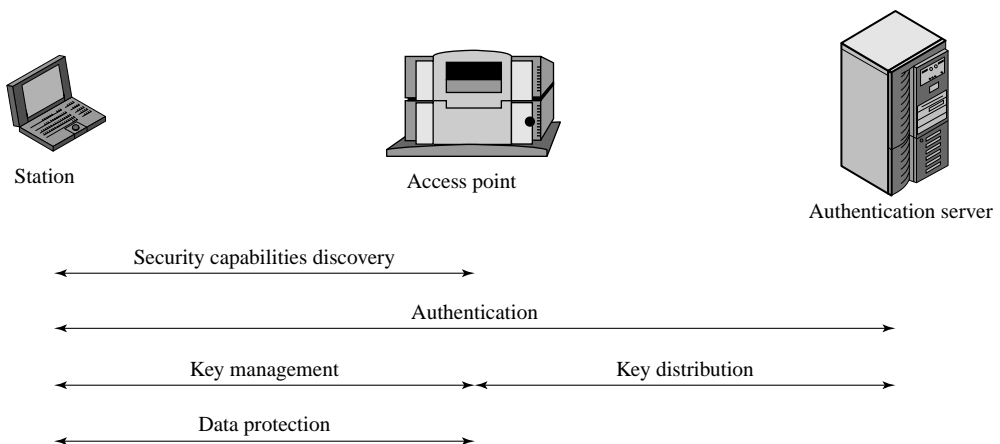 Station
Access point
Authentication server
Security capabilities discovery
Authentication
Key management
Key distribution
Data protection